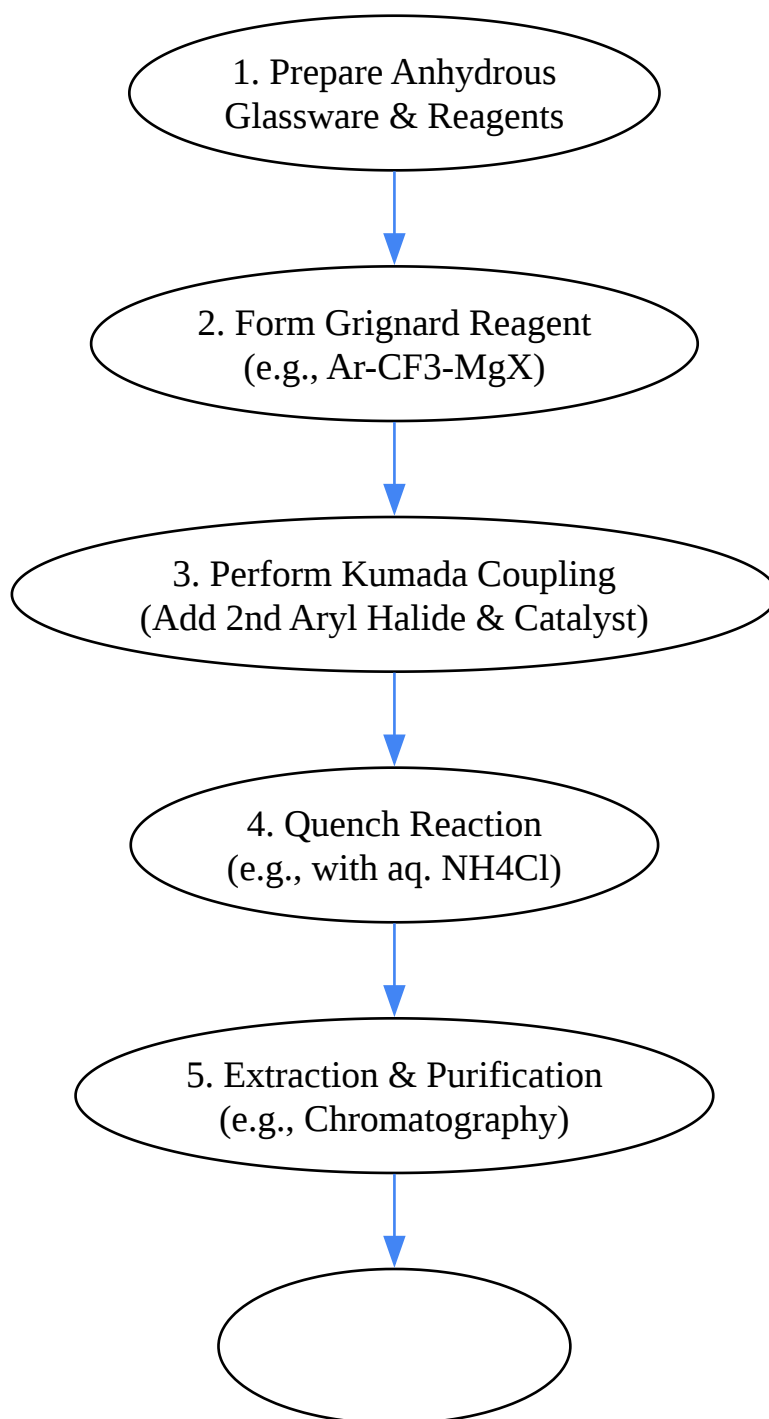 1. Prepare Anhydrous
Glassware & Reagents
2. Form Grignard Reagent
(e.g., Ar-CF3-MgX)
3. Perform Kumada Coupling
(Add 2nd Aryl Halide & Catalyst)
4. Quench Reaction
(e.g., with aq. NH4Cl)
5. Extraction & Purification
(e.g., Chromatography)